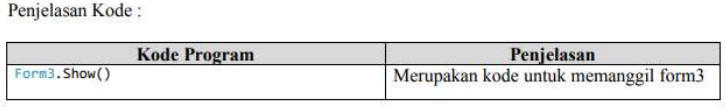 Penjelasan Kode :
Kode Program Penjelasan
Form3.Show() Merupakan kode untuk memanggil form3